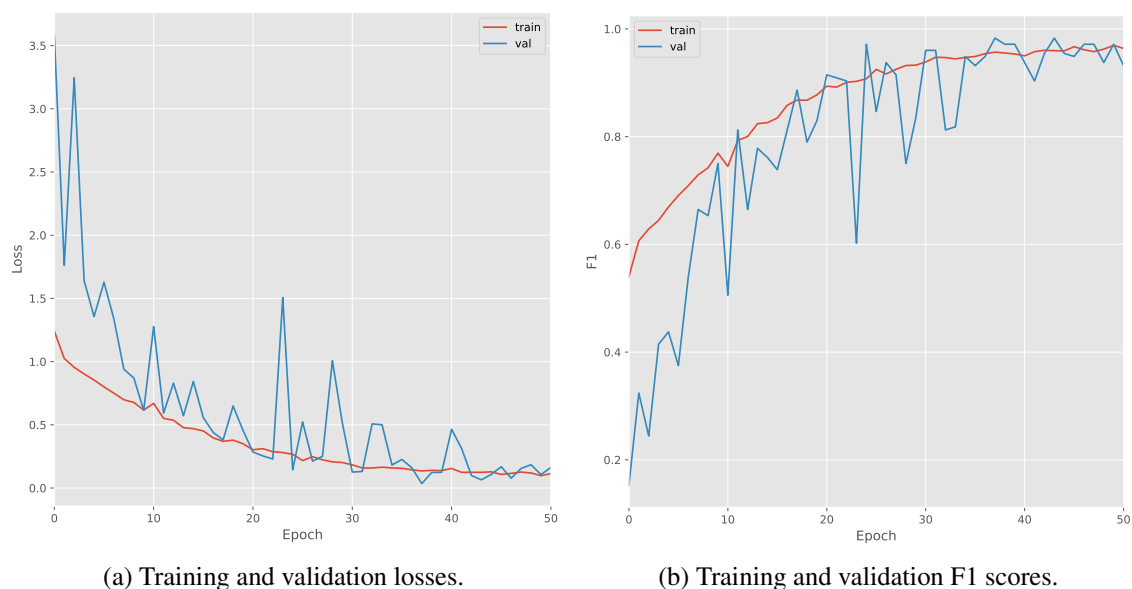 train
val
3.5
3.0
2.5
2.0
1.5
1.0
0.5
0.0
Loss
0 10 20 30 40 50
Epoch
(a) Training and validation losses.
train
val
1.0
0.8
0.6
0.4
0.2
F1
0 10 20 30 40 50
Epoch
(b) Training and validation F1 scores.